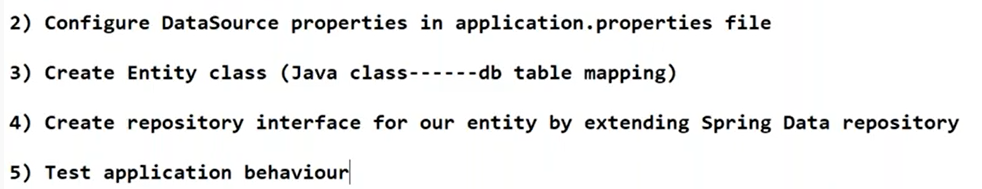 2) Configure DataSource properties in application.properties file
3) Create Entity class (Java class------db table mapping)
4) Create repository interface for our entity by extending Spring Data repository
5) Test application behaviour